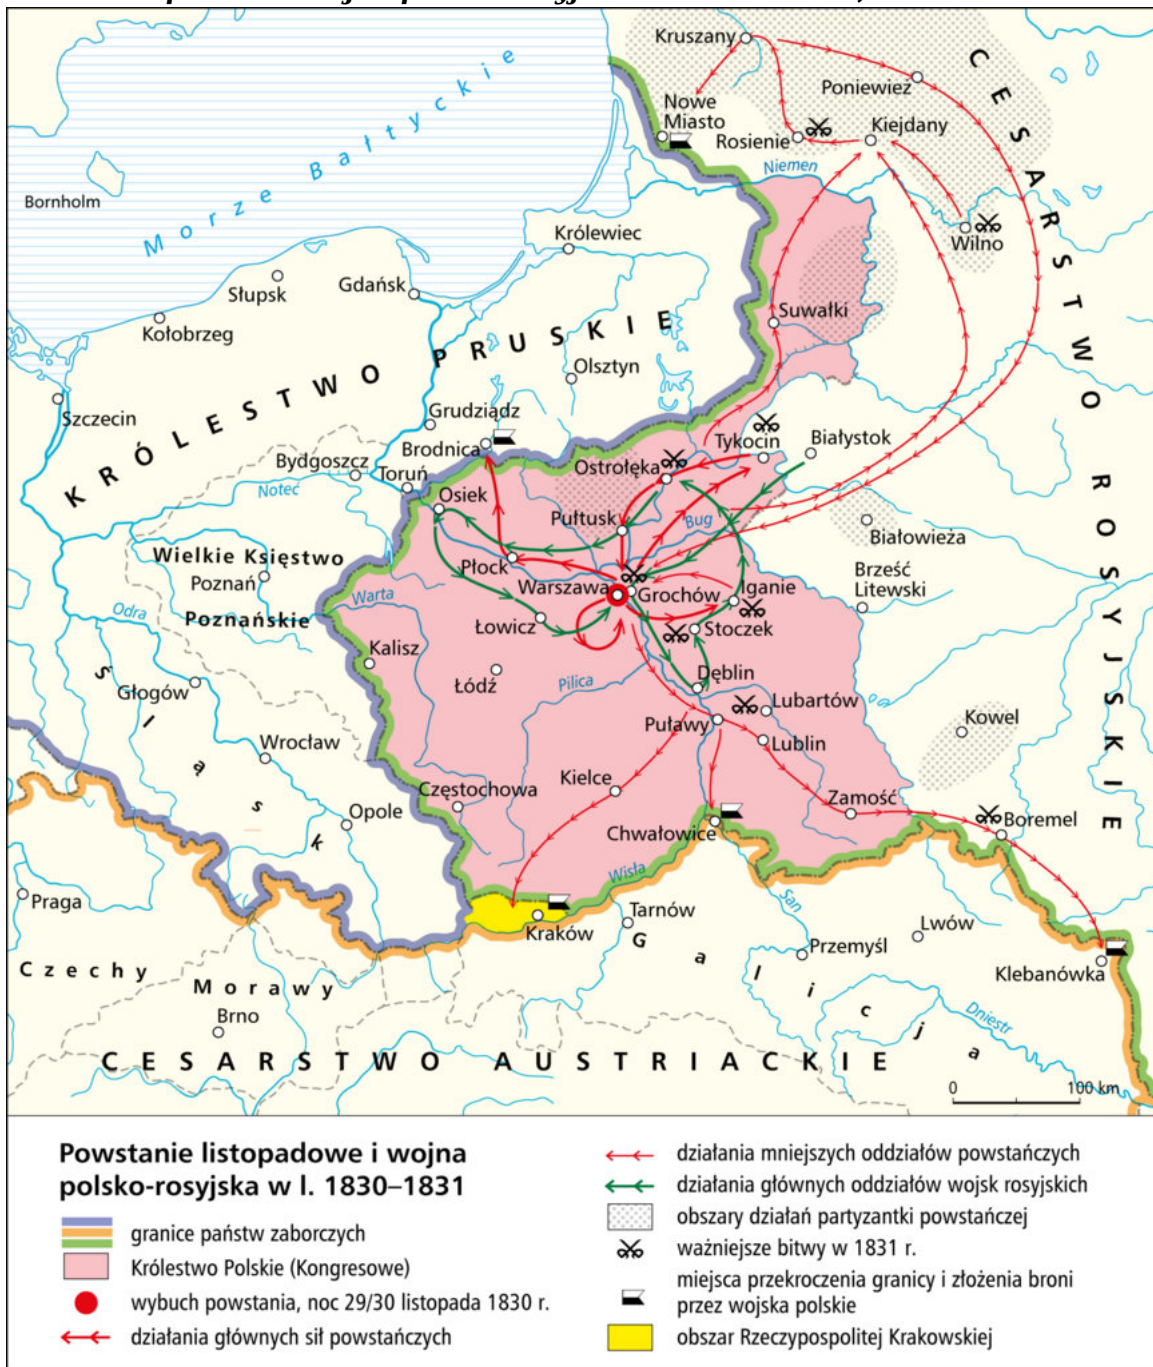 Kruszany
Poniewież
Nowe
Miasto
Rosienie
Kiejdany
Niemen
Wilno
Morze Bałtyckie
Bornholm
CESARSTWO ROSYJSKIE
Królewiec
Słupsk
Gdańsk
Kołobrzeg
Suwałki
KRÓLESTWO PRUSKIE
Olsztyn
Szczecin
Grudziądz
Brodnica
Tykocin
Białystok
Bydgoszcz
Toruń
Ostrołęka
Noteć
Osiek
Pułtusk
Bug
Białowieża
Wielkie Księstwo
Poznań
Poznańskie
Płock
Warszawa
Grochów
Iganie
Brześć
Litewski
Warta
Odra
Łowicz
Stoczek
Kalisz
Łódź
Pilica
Dęblin
Śląsk
Głogów
Lubartów
Puławy
Lublin
Kowel
Wrocław
Kielce
Częstochowa
Zamość
Opole
Chwałowice
Boremel
Wisła
Praga
Kraków
Tarnów
San
Lwów
Przemyśl
Galicja
Klebanówka
Czechy
Morawy
Brno
Dniestr
CESARSTWO AUSTRIACKIE
0 100 km
Powstanie listopadowe i wojna
polsko-rosyjska w l. 1830–1831
granice państw zaborczych
Królestwo Polskie (Kongresowe)
wybuch powstania, noc 29/30 listopada 1830 r.
działania głównych sił powstańczych
działania mniejszych oddziałów powstańczych
działania głównych oddziałów wojsk rosyjskich
obszary działań partyzantki powstańczej
ważniejsze bitwy w 1831 r.
miejsca przekroczenia granicy i złożenia broni
przez wojska polskie
obszar Rzeczypospolitej Krakowskiej